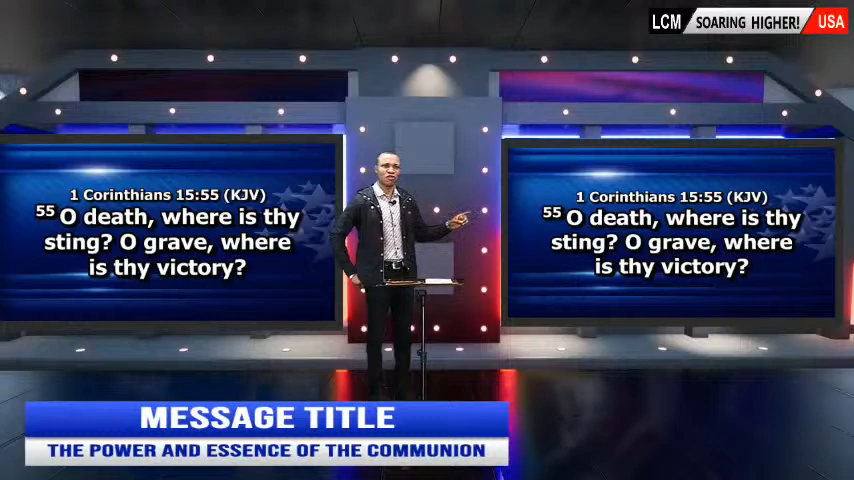 LCM SOARING HIGHER! USA
1 Corinthians 15:55 (KJV)
55 O death, where is thy
sting? O grave, where
is thy victory?
1 Corinthians 15:55 (KJV)
55 O death, where is thy
sting? O grave, where
is thy victory?
MESSAGE TITLE
THE POWER AND ESSENCE OF THE COMMUNION